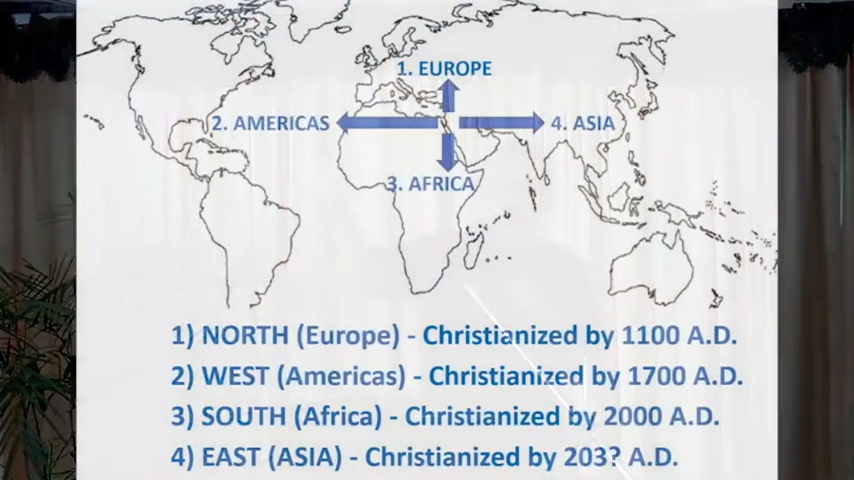 1. EUROPE
2. AMERICAS
4. ASIA
3. AFRICA
1) NORTH (Europe) - Christianized by 1100 A.D.
2) WEST (Americas) - Christianized by 1700 A.D.
3) SOUTH (Africa) - Christianized by 2000 A.D.
4) EAST (ASIA) - Christianized by 203? A.D.